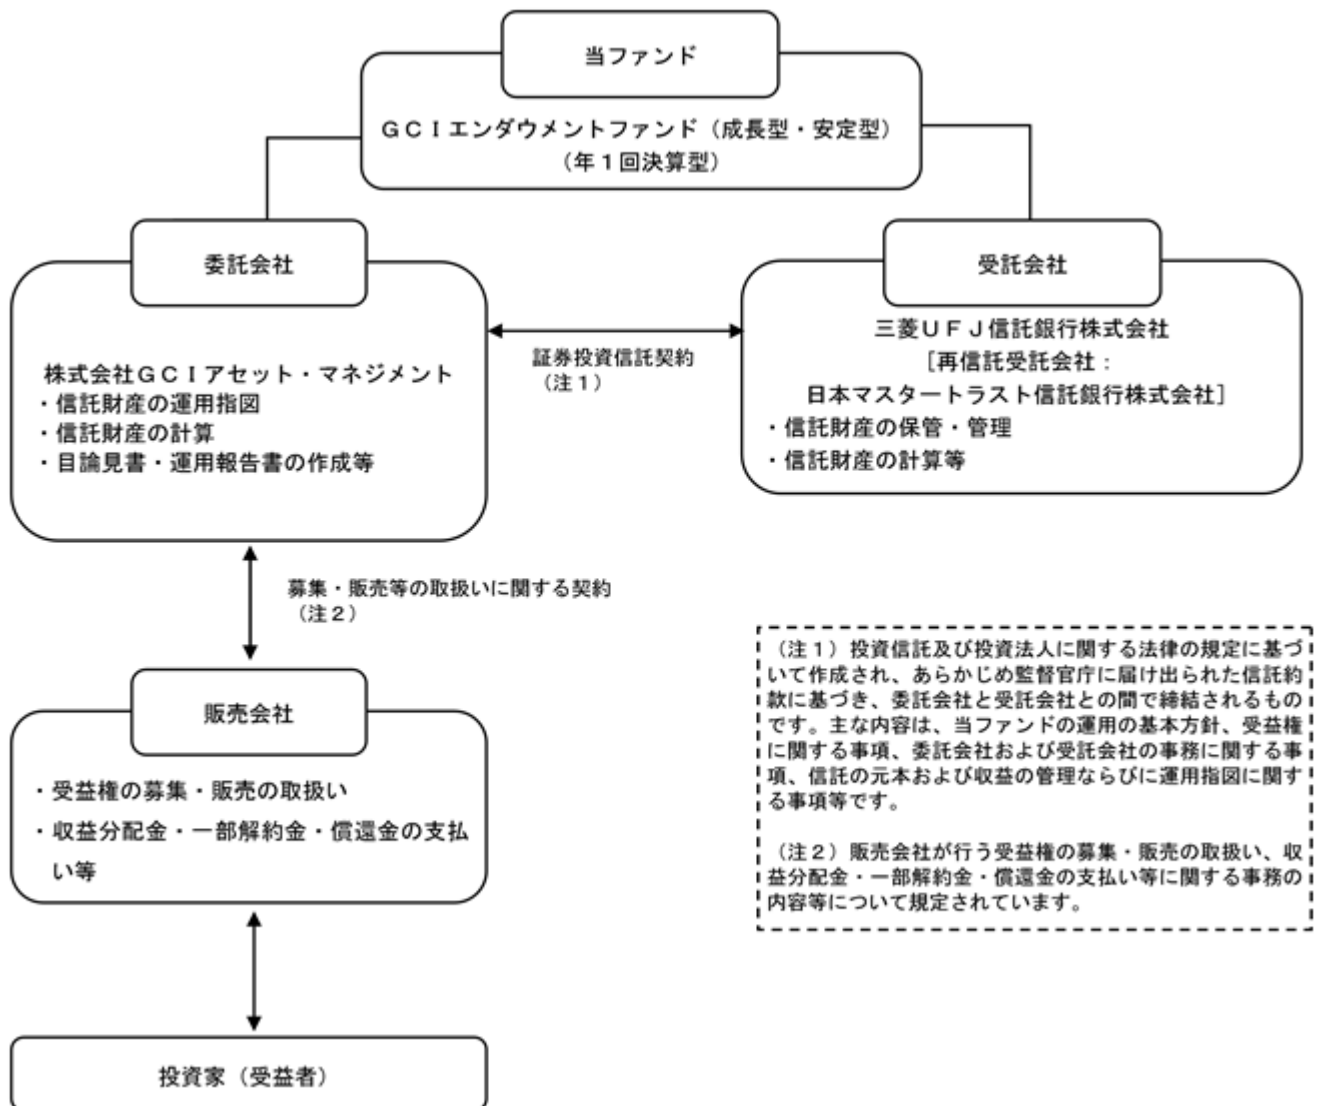 当ファンド
GCIエンダウメントファンド（成長型・安定型）
（年１回決算型）
委託会社
株式会社GCIアセット・マネジメント
・信託財産の運用指図
・信託財産の計算
・目論見書・運用報告書の作成等
証券投資信託契約
（注１）
受託会社
三菱UFJ信託銀行株式会社
［再信託受託会社：
日本マスタートラスト信託銀行株式会社］
・信託財産の保管・管理
・信託財産の計算等
募集・販売等の取扱いに関する契約
（注２）
販売会社
・受益権の募集・販売の取扱い
・収益分配金・一部解約金・償還金の支払
い等
投資家（受益者）
（注１）投資信託及び投資法人に関する法律の規定に基づ
いて作成され、あらかじめ監督官庁に届け出られた信託約
款に基づき、委託会社と受託会社との間で締結されるもの
です。主な内容は、当ファンドの運用の基本方針、受益権
に関する事項、委託会社および受託会社の事務に関する事
項、信託の元本および収益の管理ならびに運用指図に関す
る事項等です。
（注２）販売会社が行う受益権の募集・販売の取扱い、収
益分配金・一部解約金・償還金の支払い等に関する事務の
内容等について規定されています。